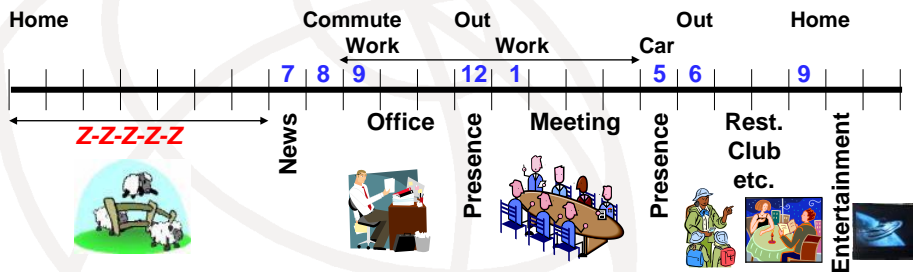 Home Commute Out Out Home
Work Work Car
7 8 9 12 1 5 6 9
Z-Z-Z-Z-Z
News
Office
Presence
Meeting
Presence
Rest.
Club
etc.
Entertainment